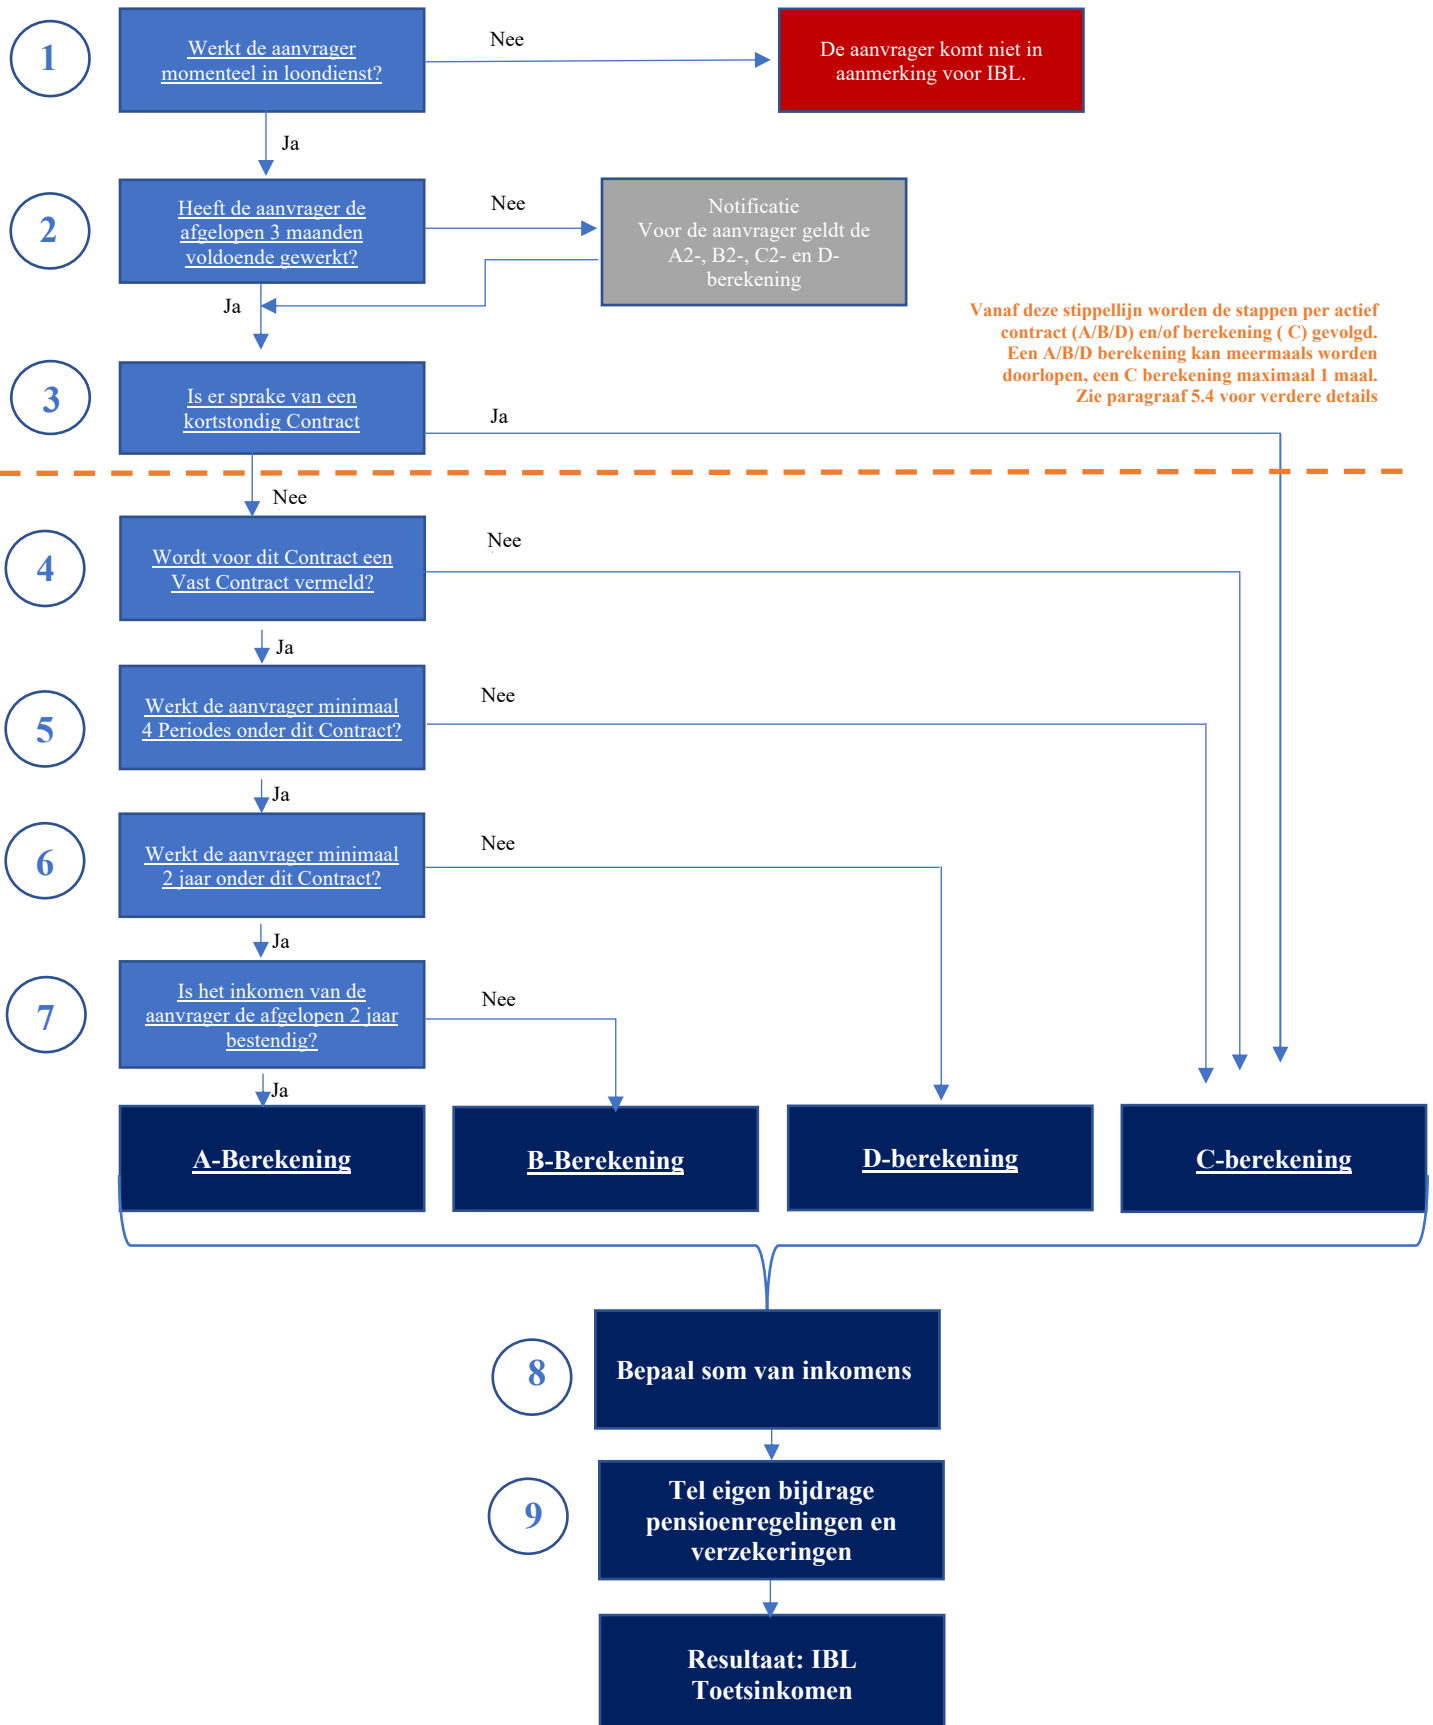 1
Werkt de aanvrager
momenteel in loondienst?
Nee
De aanvrager komt niet in
aanmerking voor IBL.
Ja
2
Heeft de aanvrager de
afgelopen 3 maanden
voldoende gewerkt?
Nee
Notificatie
Voor de aanvrager geldt de
A2-, B2-, C2- en D-
berekening
Ja
Vanaf deze stippellijn worden de stappen per actief
contract (A/B/D) en/of berekening ( C) gevolgd.
Een A/B/D berekening kan meermaals worden
doorlopen, een C berekening maximaal 1 maal.
Zie paragraaf 5.4 voor verdere details
3
Is er sprake van een
kortstondig Contract
Ja
Nee
4
Wordt voor dit Contract een
Vast Contract vermeld?
Nee
Ja
5
Werkt de aanvrager minimaal
4 Periodes onder dit Contract?
Nee
Ja
6
Werkt de aanvrager minimaal
2 jaar onder dit Contract?
Nee
Ja
7
Is het inkomen van de
aanvrager de afgelopen 2 jaar
bestendig?
Nee
Ja
A-Berekening
B-Berekening
D-berekening
C-berekening
8
Bepaal som van inkomens
9
Tel eigen bijdrage
pensioenregelingen en
verzekeringen
Resultaat: IBL
Toetsinkomen